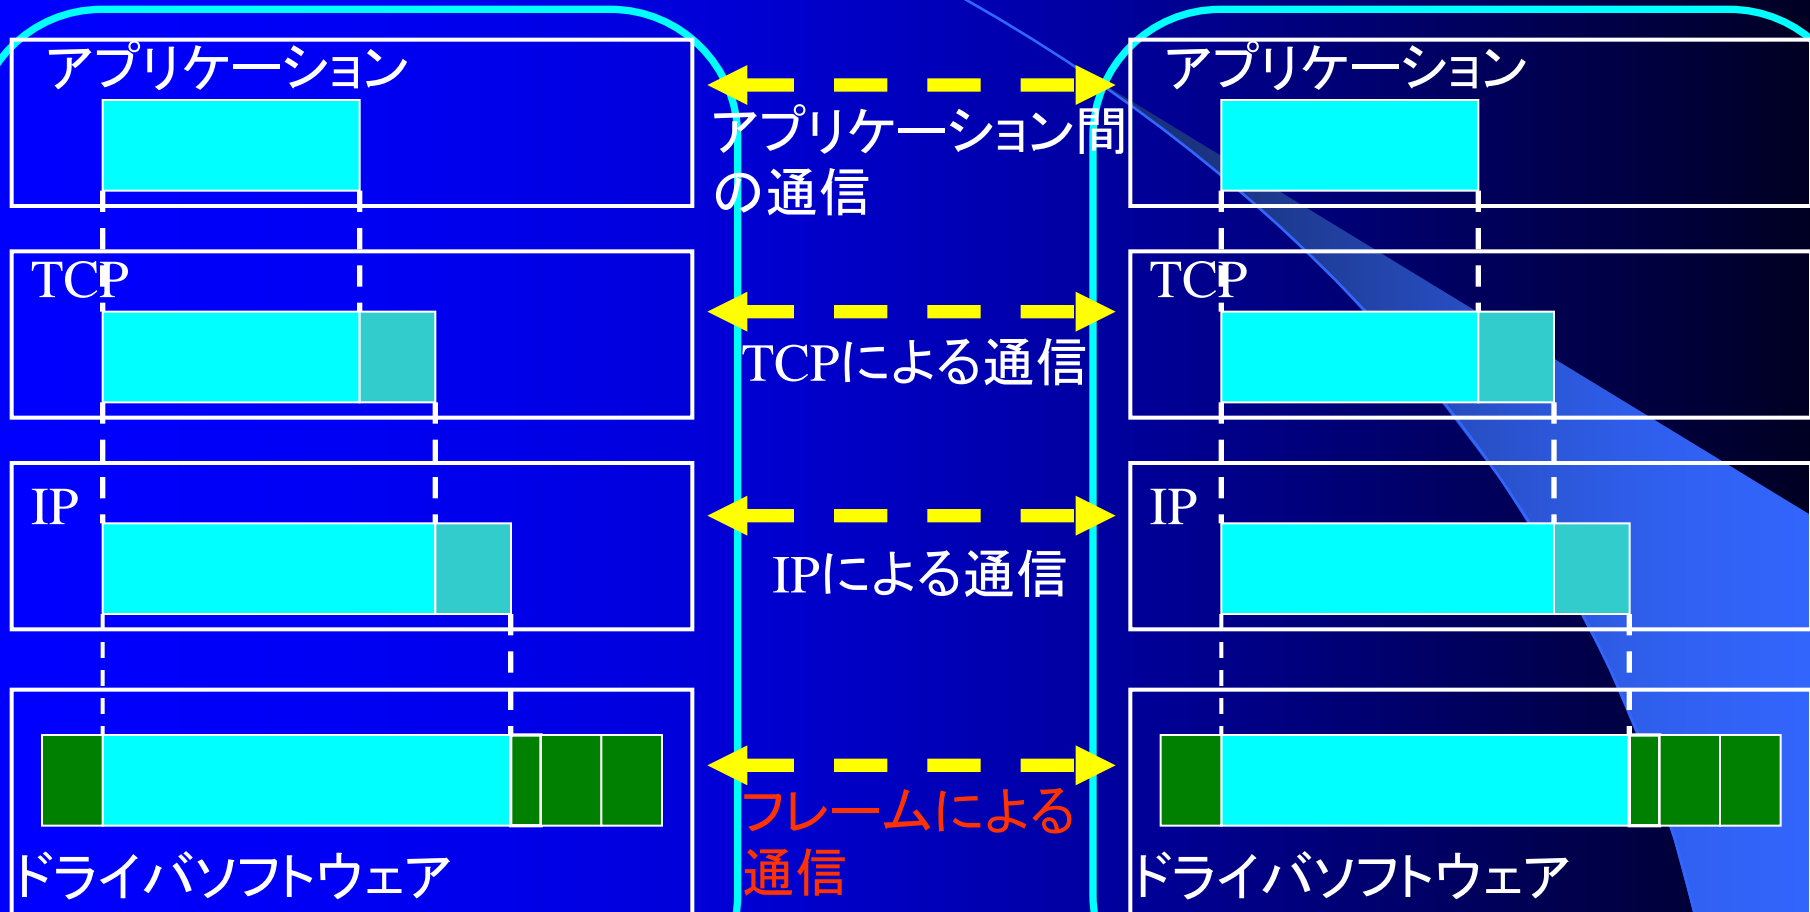 アプリケーション
アプリケーション
アプリケーション間
の通信
TCP
TCP
TCPによる通信
IP
IP
IPによる通信
フレームによる
通信
ドライバソフトウェア
ドライバソフトウェア